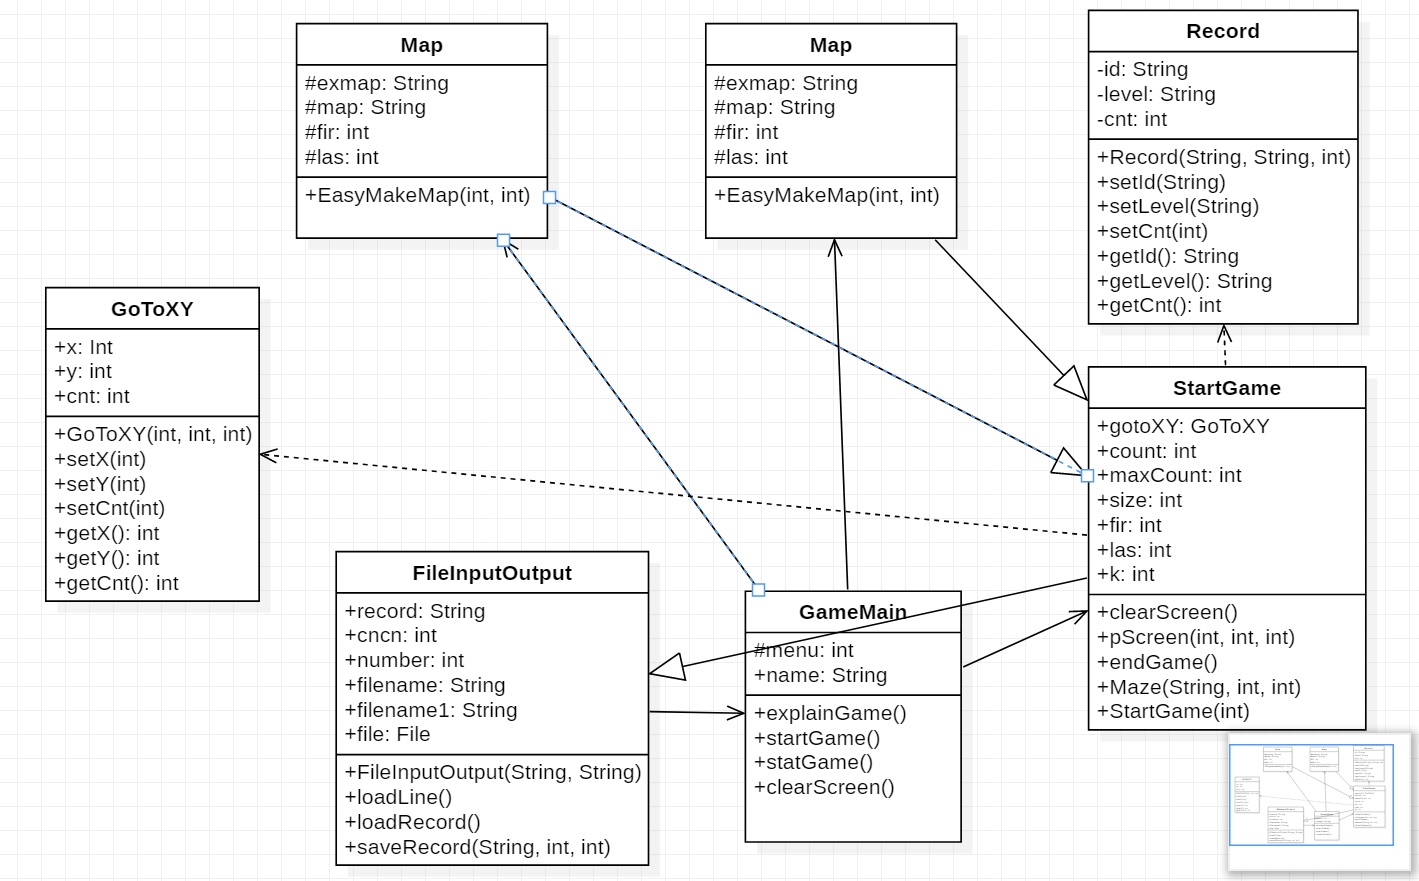 Map
#exmap: String
#map: String
#fir: int
#las: int
+EasyMakeMap(int, int)
Map
#exmap: String
#map: String
#fir: int
#las: int
+EasyMakeMap(int, int)
Record
-id: String
-level: String
-cnt: int
+Record(String, String, int)
+setId(String)
+setLevel(String)
+setCnt(int)
+getId(): String
+getLevel(): String
+getCnt(): int
GoToXY
+x: Int
+y: int
+cnt: int
+GoToXY(int, int, int)
+setX(int)
+setY(int)
+setCnt(int)
+getX(): int
+getY(): int
+getCnt(): int
StartGame
+gotoXY: GoToXY
+count: int
+maxCount: int
+size: int
+fir: int
+las: int
+k: int
+clearScreen()
+pScreen(int, int, int)
+endGame()
+Maze(String, int, int)
+StartGame(int)
FileInputOutput
+record: String
+cncn: int
+number: int
+filename: String
+filename1: String
+file: File
+FileInputOutput(String, String)
+loadLine()
+loadRecord()
+saveRecord(String, int, int)
GameMain
#menu: int
+name: String
+explainGame()
+startGame()
+statGame()
+clearScreen()